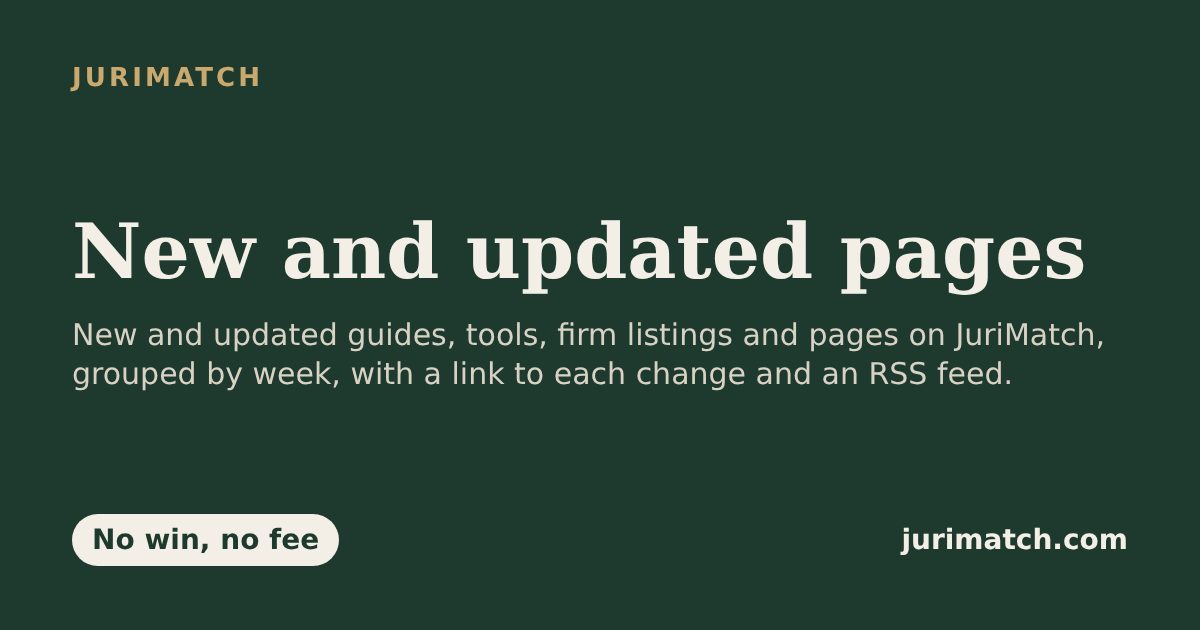 JURIMATCH
New and updated pages
New and updated guides, tools, firm listings and pages on JuriMatch,
grouped by week, with a link to each change and an RSS feed.
No win, no fee
jurimatch.com